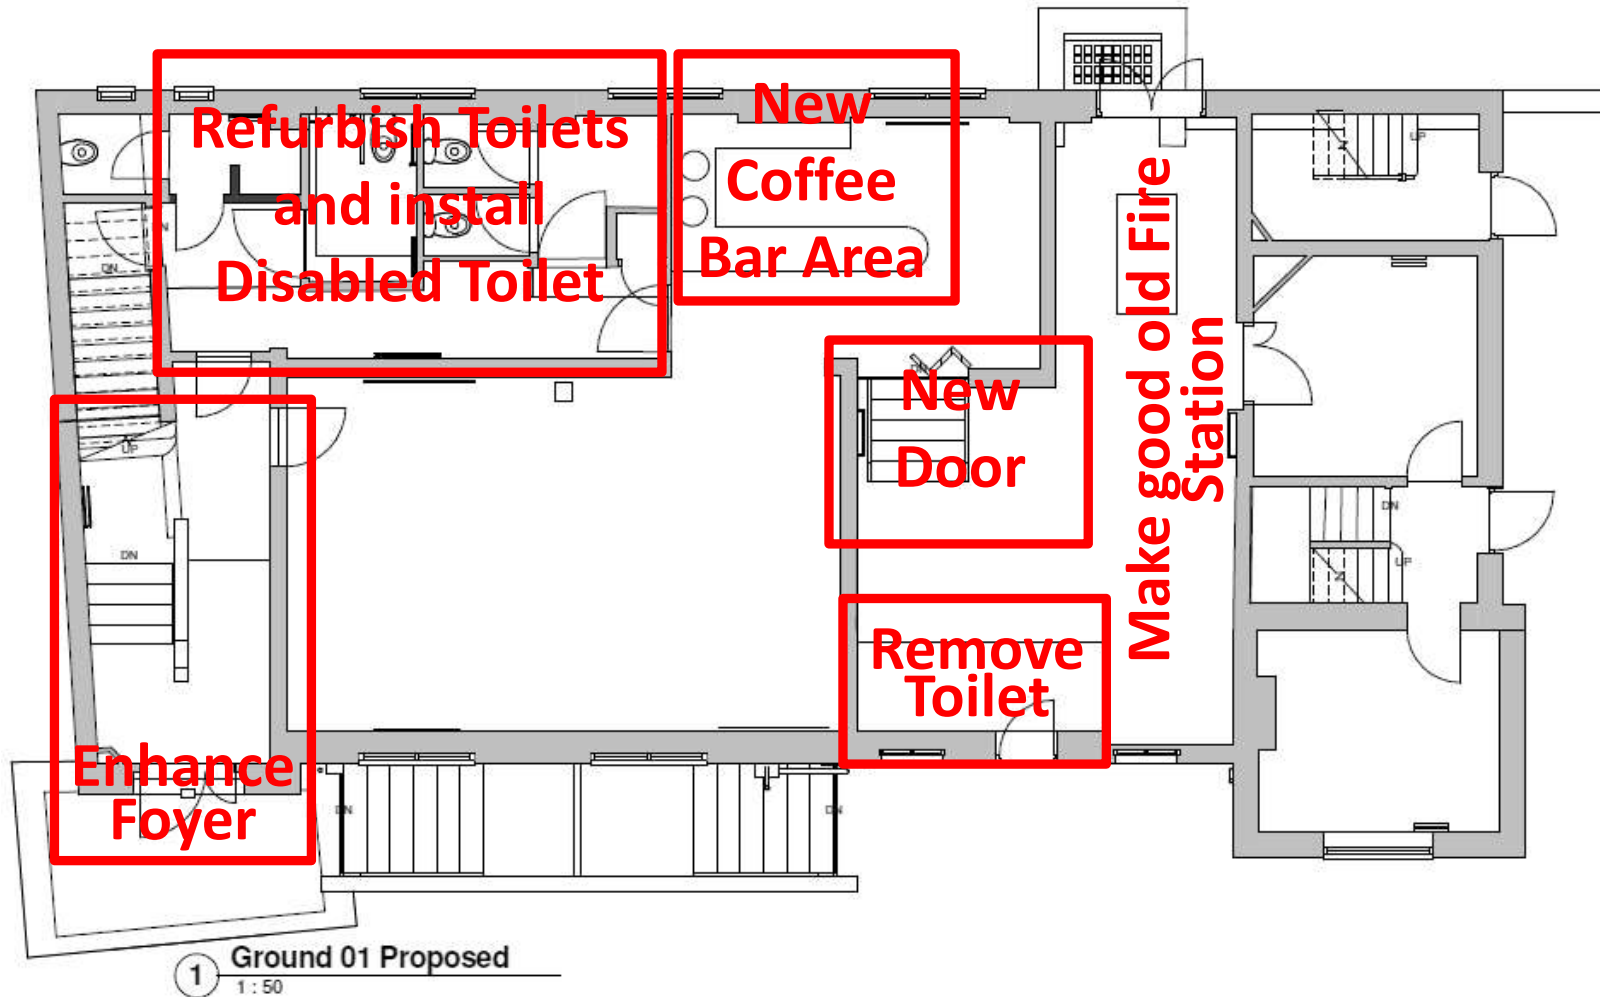 Refurbish Toilets
and install
Disabled Toilet
New
Coffee
Bar Area
Make good old Fire
Station
New
Door
Remove
Toilet
Enhance
Foyer
DN
UP
DN
DN
DN
DN
UP
DN
UP
1
Ground 01 Proposed
1 : 50